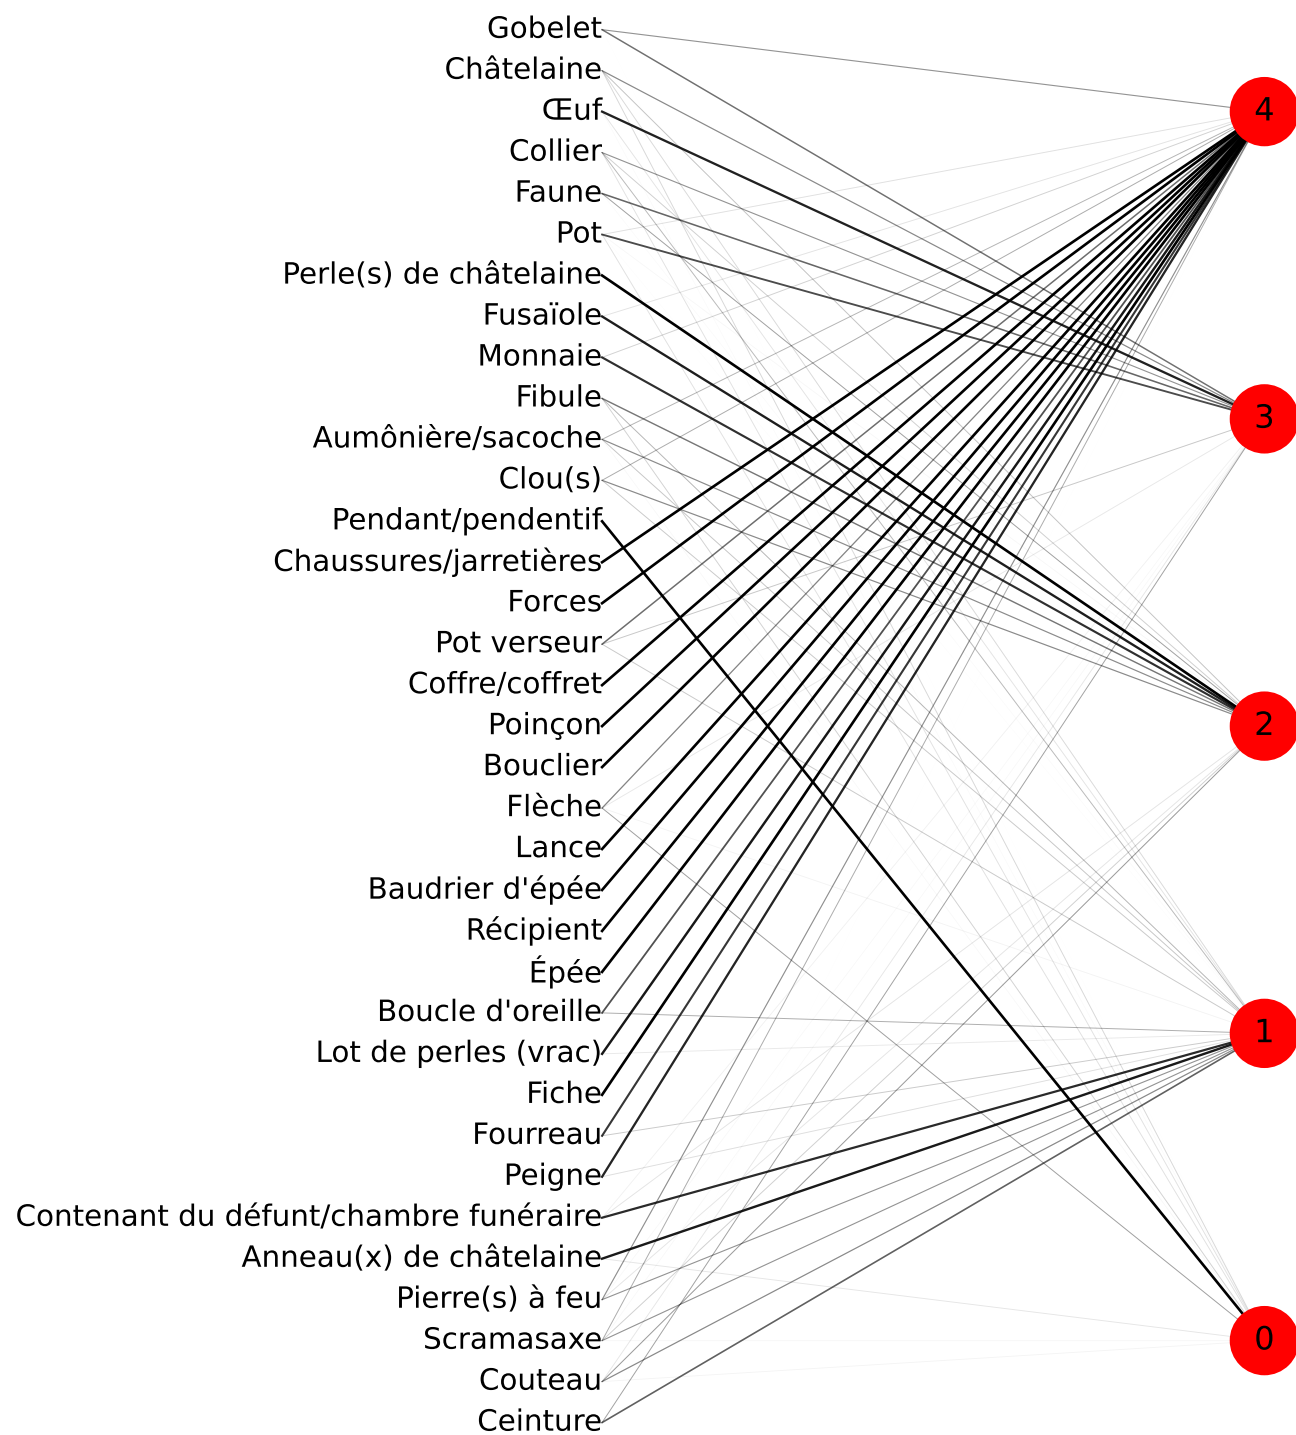 Gobelet
Châtelaine
Œuf
Collier
Faune
Pot
Perle(s) de châtelaine
Fusaïole
Monnaie
Fibule
Aumônière/sacoche
Clou(s)
Pendant/pendentif
Chaussures/jarretières
Forces
Pot verseur
Coffre/coffret
Poinçon
Bouclier
Flèche
Lance
Baudrier d'épée
Récipient
Épée
Boucle d'oreille
Lot de perles (vrac)
Fiche
Fourreau
Peigne
Contenant du défunt/chambre funéraire
Anneau(x) de châtelaine
Pierre(s) à feu
Scramasaxe
Couteau
Ceinture
4
3
2
1
0